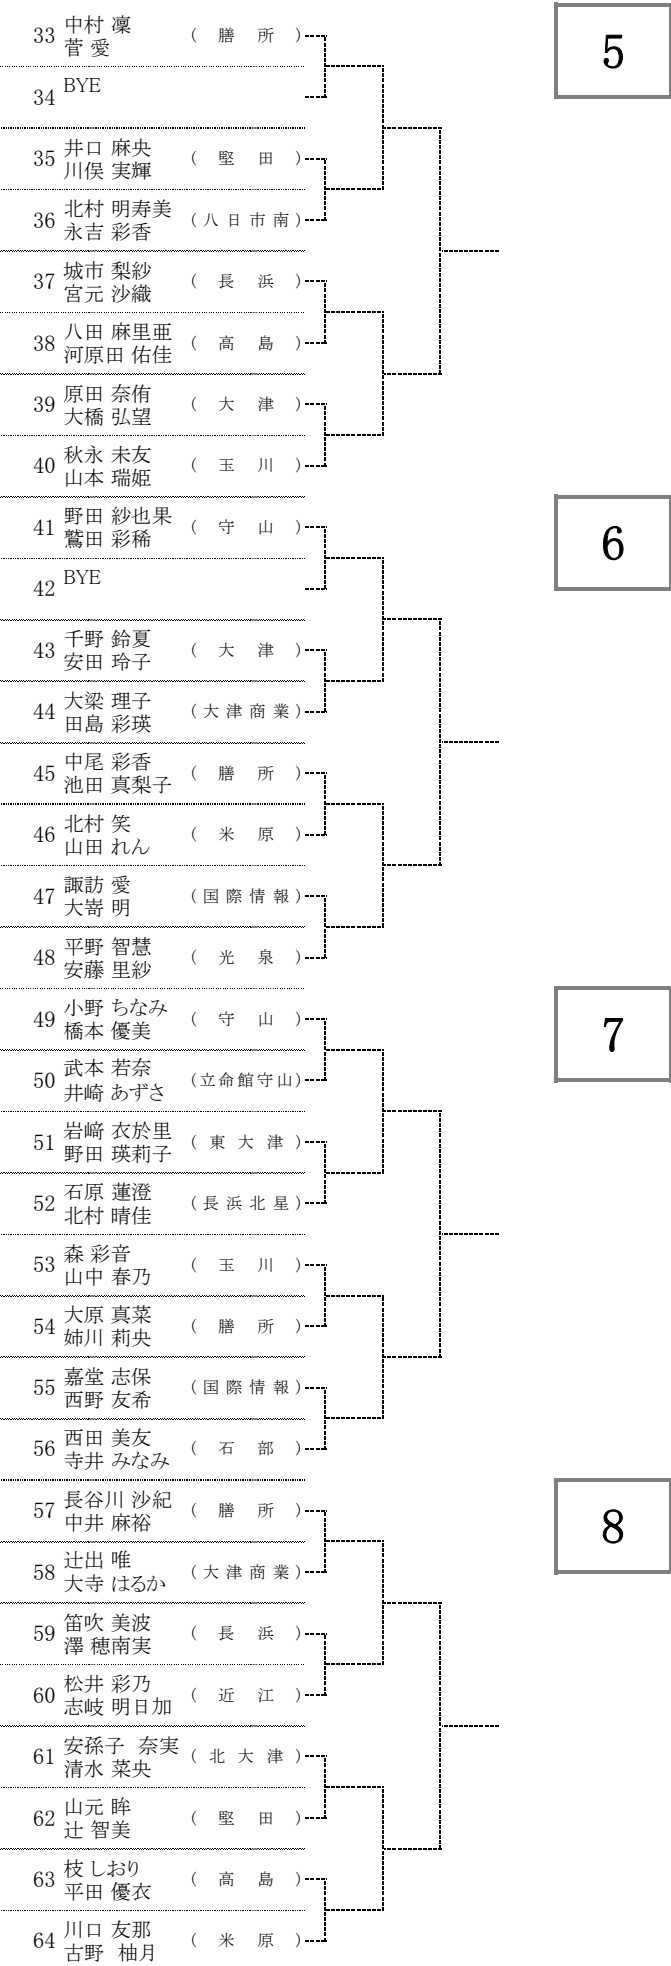 5
33 中村 凜 ( 膳 所 )
菅 愛
34 BYE
35 井口 麻央 ( 堅 田 )
川俣 実輝
36 北村 明寿美 (八日市南)
永吉 彩香
37 城市 梨紗 ( 長 浜 )
宮元 沙織
38 八田 麻里亜 ( 高 島 )
河原田 佑佳
39 原田 奈侑 ( 大 津 )
大橋 弘望
40 秋永 未友 ( 玉 川 )
山本 瑞姫
6
41 野田 紗也果 ( 守 山 )
鷲田 彩稀
42 BYE
43 千野 鈴夏 ( 大 津 )
安田 玲子
44 大梁 理子 (大津商業)
田島 彩瑛
45 中尾 彩香 ( 膳 所 )
池田 真梨子
46 北村 笑 ( 米 原 )
山田 れん
47 諏訪 愛 (国際情報)
大嵜 明
48 平野 智慧 ( 光 泉 )
安藤 里紗
7
49 小野 ちなみ ( 守 山 )
橋本 優美
50 武本 若奈 (立命館守山)
井崎 あずさ
51 岩﨑 衣於里 ( 東 大 津 )
野田 瑛莉子
52 石原 蓮澄 (長浜北星)
北村 晴佳
53 森 彩音 ( 玉 川 )
山中 春乃
54 大原 真菜 ( 膳 所 )
姉川 莉央
55 嘉堂 志保 (国際情報)
西野 友希
56 西田 美友 ( 石 部 )
寺井 みなみ
8
57 長谷川 沙紀 ( 膳 所 )
中井 麻裕
58 辻出 唯 (大津商業)
大寺 はるか
59 笛吹 美波 ( 長 浜 )
澤 穂南実
60 松井 彩乃 ( 近 江 )
志岐 明日加
61 安孫子 奈実 ( 北 大 津 )
清水 菜央
62 山元 眸 ( 堅 田 )
辻 智美
63 枝 しおり ( 高 島 )
平田 優衣
64 川口 友那 ( 米 原 )
古野 柚月